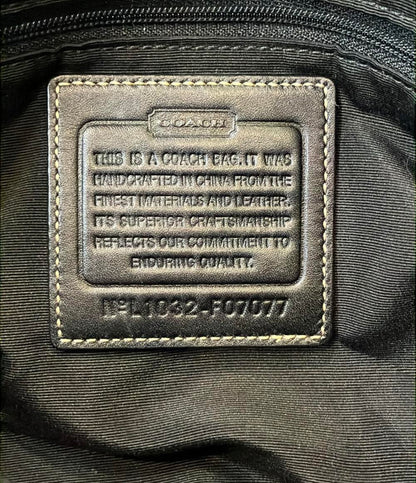 COACH
THIS IS A COACH BAG. IT WAS
HANDCRAFTED IN CHINA FROM THE
FINEST MATERIALS AND LEATHER.
ITS SUPERIOR CRAFTSMANSHIP
REFLECTS OUR COMMITMENT TO
ENDURING QUALITY.
Nº L1032-F07077